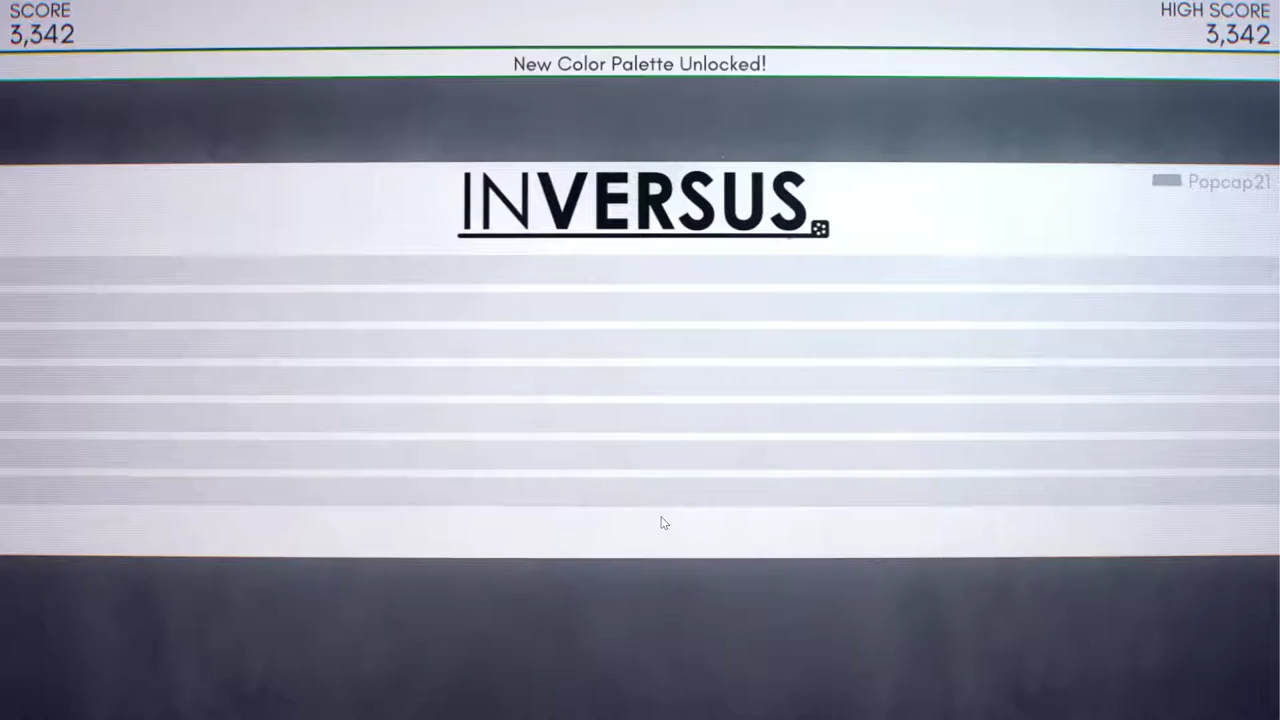 SCORE
3,342
HIGH SCORE
3,342
New Color Palette Unlocked!
INVERSUS
Popcap21